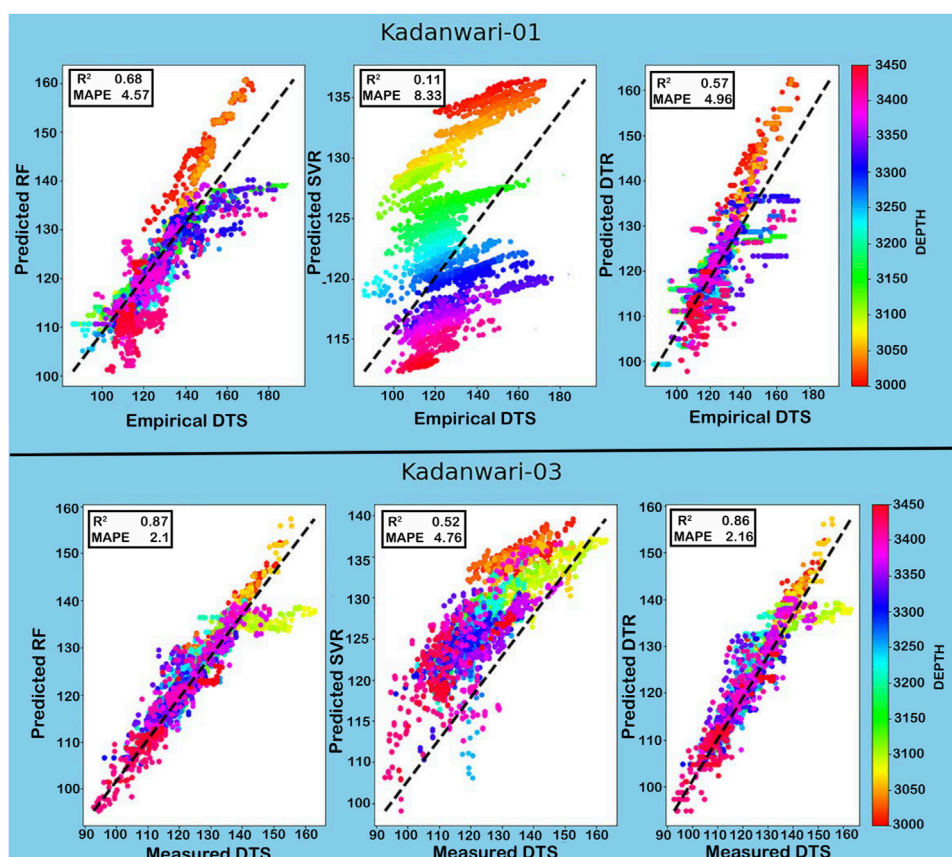 Kadanwari-01
R² 0.68
MAPE 4.57
160
150
140
130
120
110
100
Predicted RF
100 120 140 160 180
Empirical DTS
R² 0.11
MAPE 8.33
135
130
125
120
115
Predicted SVR
100 120 140 160 180
Empirical DTS
R² 0.57
MAPE 4.96
160
150
140
130
120
110
100
Predicted DTR
100 120 140 160 180
Empirical DTS
3450
3400
3350
3300
3250
3200
3150
3100
3050
3000
DEPTH
Kadanwari-03
R² 0.87
MAPE 2.1
160
150
140
130
120
110
100
Predicted RF
90 100 110 120 130 140 150 160
Measured DTS
R² 0.52
MAPE 4.76
140
135
130
125
120
115
110
100
Predicted SVR
90 100 110 120 130 140 150 160
Measured DTS
R² 0.86
MAPE 2.16
160
150
140
130
120
110
100
Predicted DTR
90 100 110 120 130 140 150 160
Measured DTS
3450
3400
3350
3300
3250
3200
3150
3100
3050
3000
DEPTH